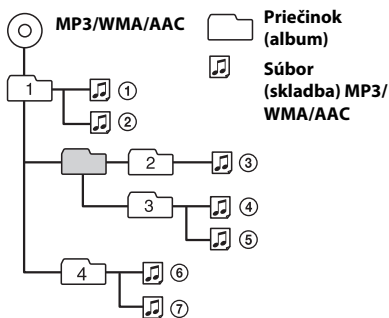 MP3/WMA/AAC
Priečinok
(album)
Súbor
(skladba) MP3/
WMA/AAC
1
①
②
2
③
3
④
⑤
4
⑥
⑦